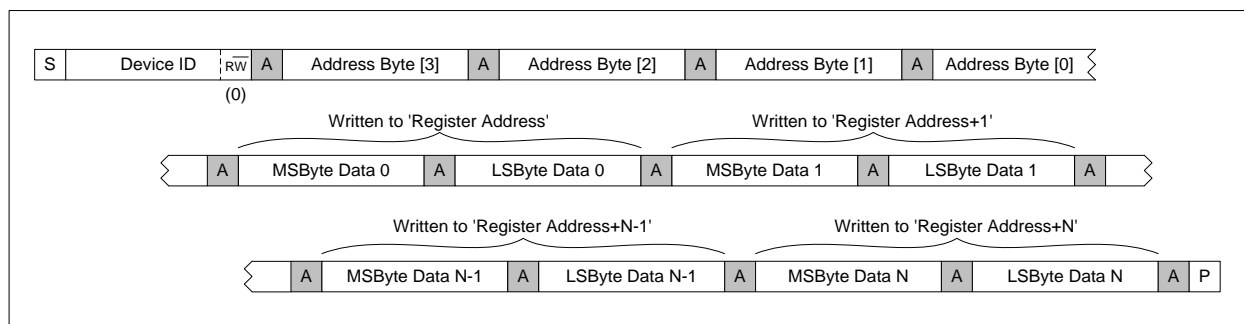 S Device ID RW A Address Byte [3] A Address Byte [2] A Address Byte [1] A Address Byte [0]
(0)
Written to 'Register Address' Written to 'Register Address+1'
A MSByte Data 0 A LSByte Data 0 A MSByte Data 1 A LSByte Data 1 A
Written to 'Register Address+N-1' Written to 'Register Address+N'
A MSByte Data N-1 A LSByte Data N-1 A MSByte Data N A LSByte Data N A P